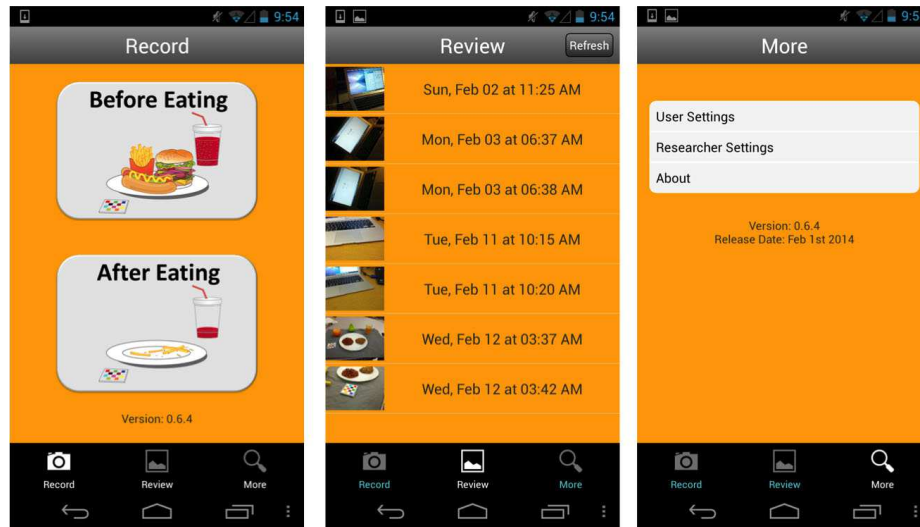 9:54
Record
Before Eating
After Eating
Version: 0.6.4
Record
Review
More
9:54
Review
Refresh
Sun, Feb 02 at 11:25 AM
Mon, Feb 03 at 06:37 AM
Mon, Feb 03 at 06:38 AM
Tue, Feb 11 at 10:15 AM
Tue, Feb 11 at 10:20 AM
Wed, Feb 12 at 03:37 AM
Wed, Feb 12 at 03:42 AM
Record
Review
More
9:5
More
User Settings
Researcher Settings
About
Version: 0.6.4
Release Date: Feb 1st 2014
Record
Review
More